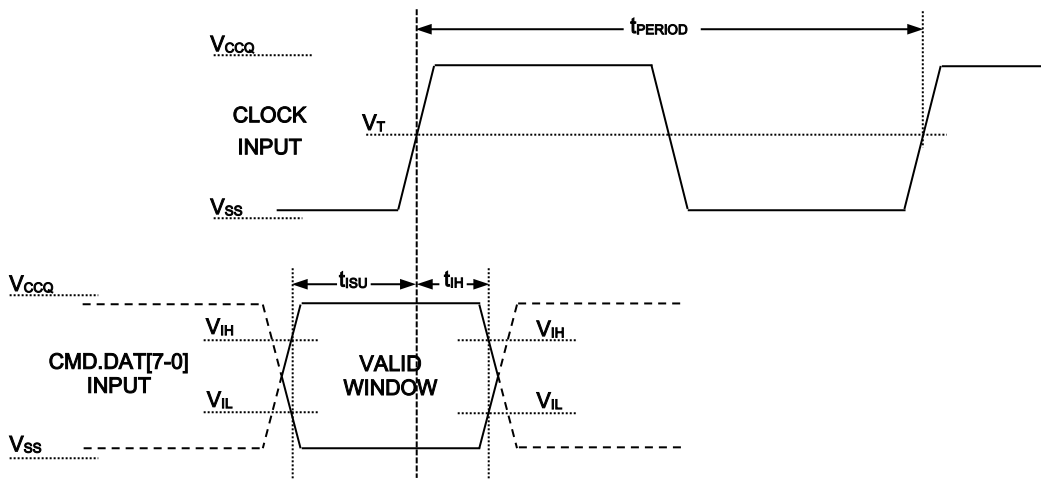 tPERIOD
VCCQ
CLOCK
INPUT
VT
VSS
VCCQ
tISU
tIH
VIH
VIH
CMD.DAT[7-0]
INPUT
VALID
WINDOW
VIL
VIL
VSS